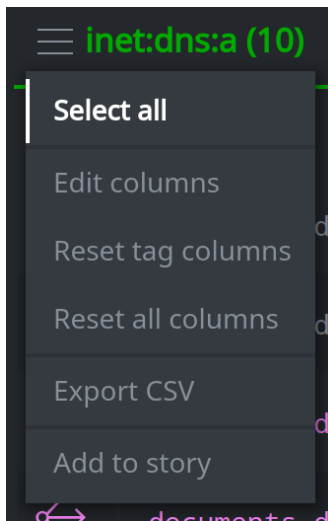 inet:dns:a (10)
Select all
Edit columns
Reset tag columns
Reset all columns
Export CSV
Add to story